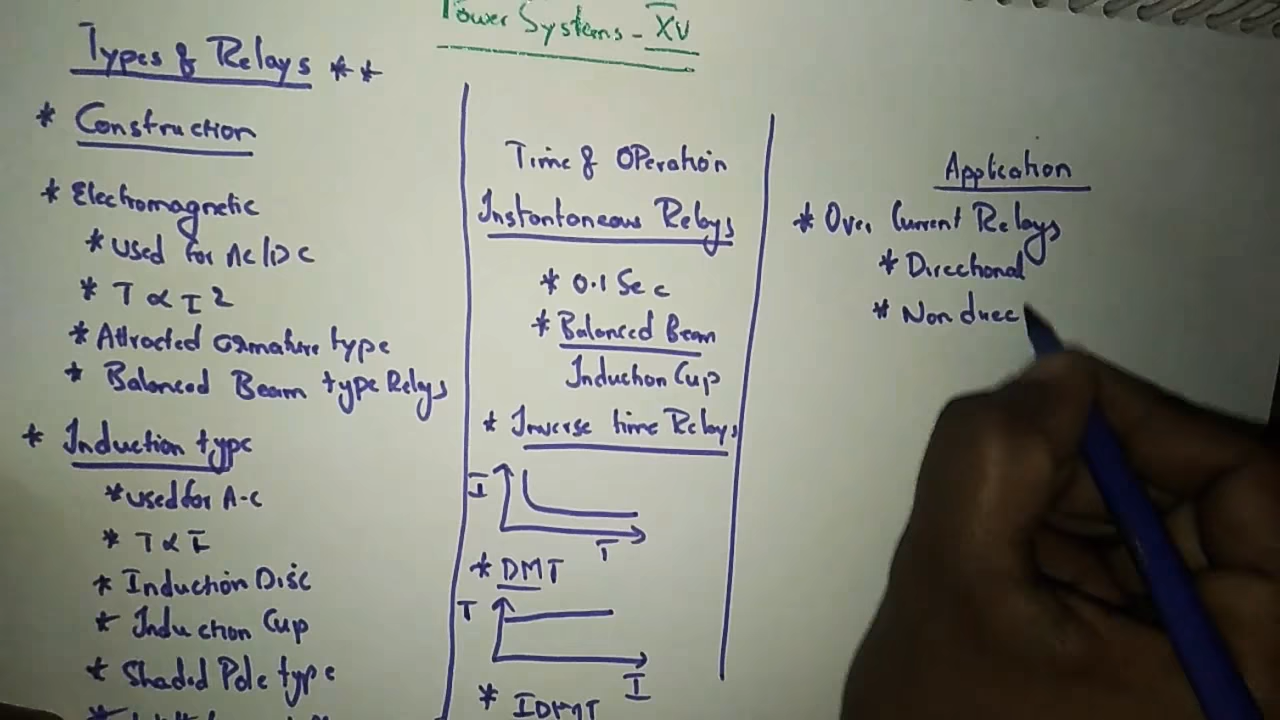 Power Systems - XV
Types of Relays **
* Construction
* Electromagnetic
* Used for AC/DC
* T ∝ I 2
* Attracted armature type
* Balanced Beam type Relays
* Induction type
* used for A-C
* T ∝ I
* Induction Disc
* Induction Cup
* Shaded Pole type
Time of Operation
Instantaneous Relays
* 0.1 Sec
* Balanced Beam
Induction Cup
* Inverse time Relays
I
T
* DMT
T
I
* IDMT
Application
* Over Current Relays
* Directional
* Non direc